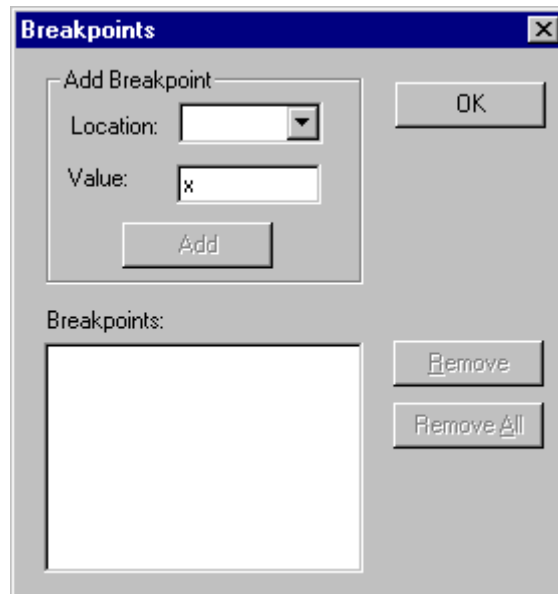 Breakpoints
Add Breakpoint
Location:
OK
Value:
x
Add
Breakpoints:
Remove
Remove All